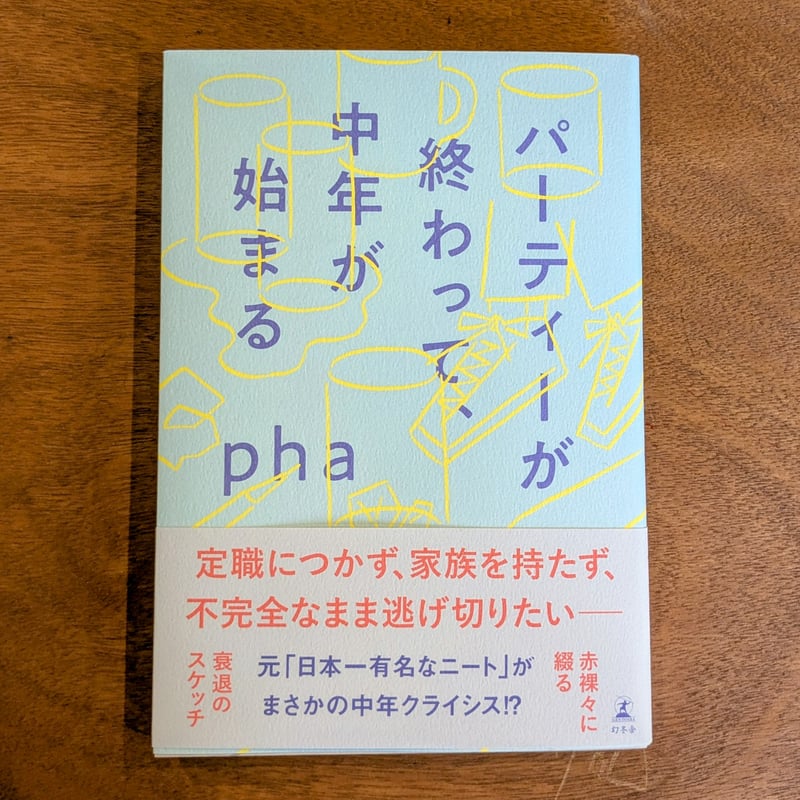 パーティーが
終わって、
中年が
始まる
pha
定職につかず、家族を持たず、
不完全なまま逃げ切りたい──
元「日本一有名なニート」が
まさかの中年クライシス!?
赤裸々に
綴る
衰退の
スケッチ
幻冬舎